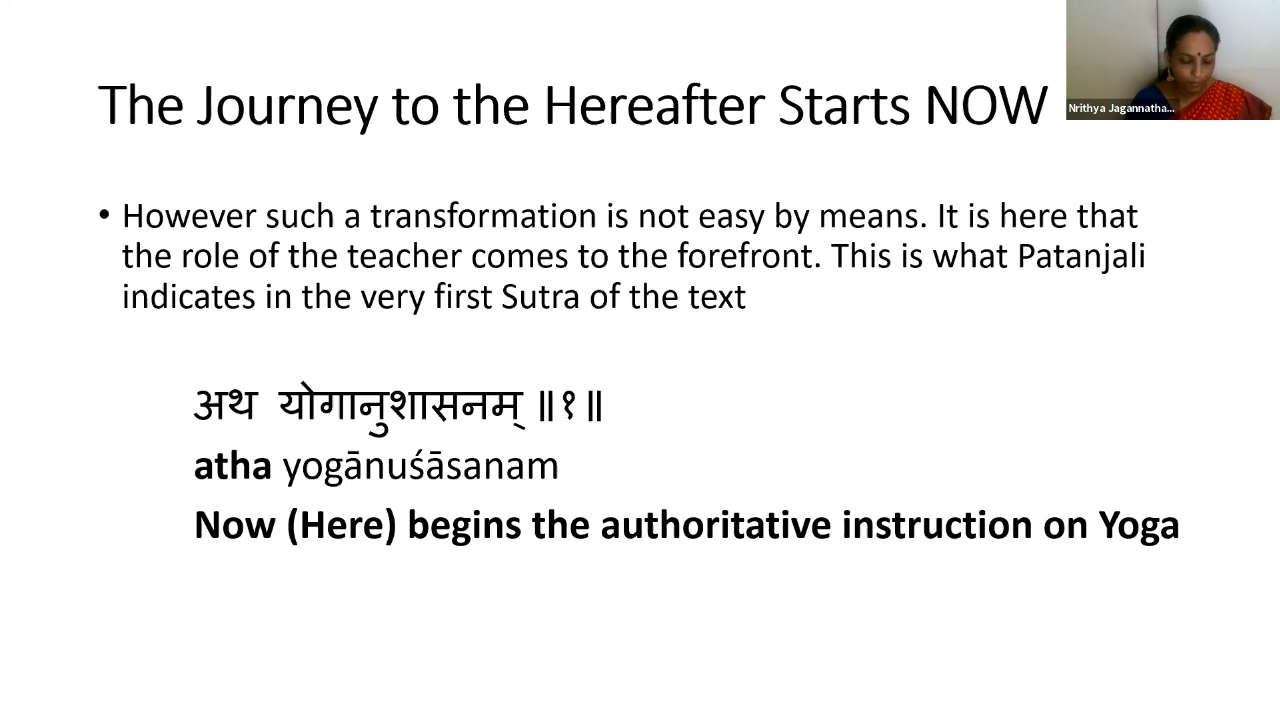 The Journey to the Hereafter Starts NOW
Nrithya Jagannatha...
• However such a transformation is not easy by means. It is here that
the role of the teacher comes to the forefront. This is what Patanjali
indicates in the very first Sutra of the text
अथ योगानुशासनम् ॥१॥
atha yogānuśāsanam
Now (Here) begins the authoritative instruction on Yoga